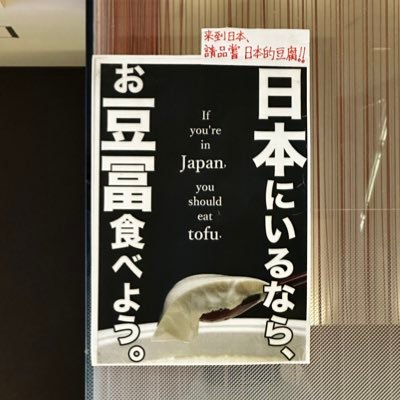 来到日本、
請品嘗 日本的豆腐!!
日本にいるなら、
お豆冨食べよう。
If
you're
in
Japan,
you
should
eat
tofu.